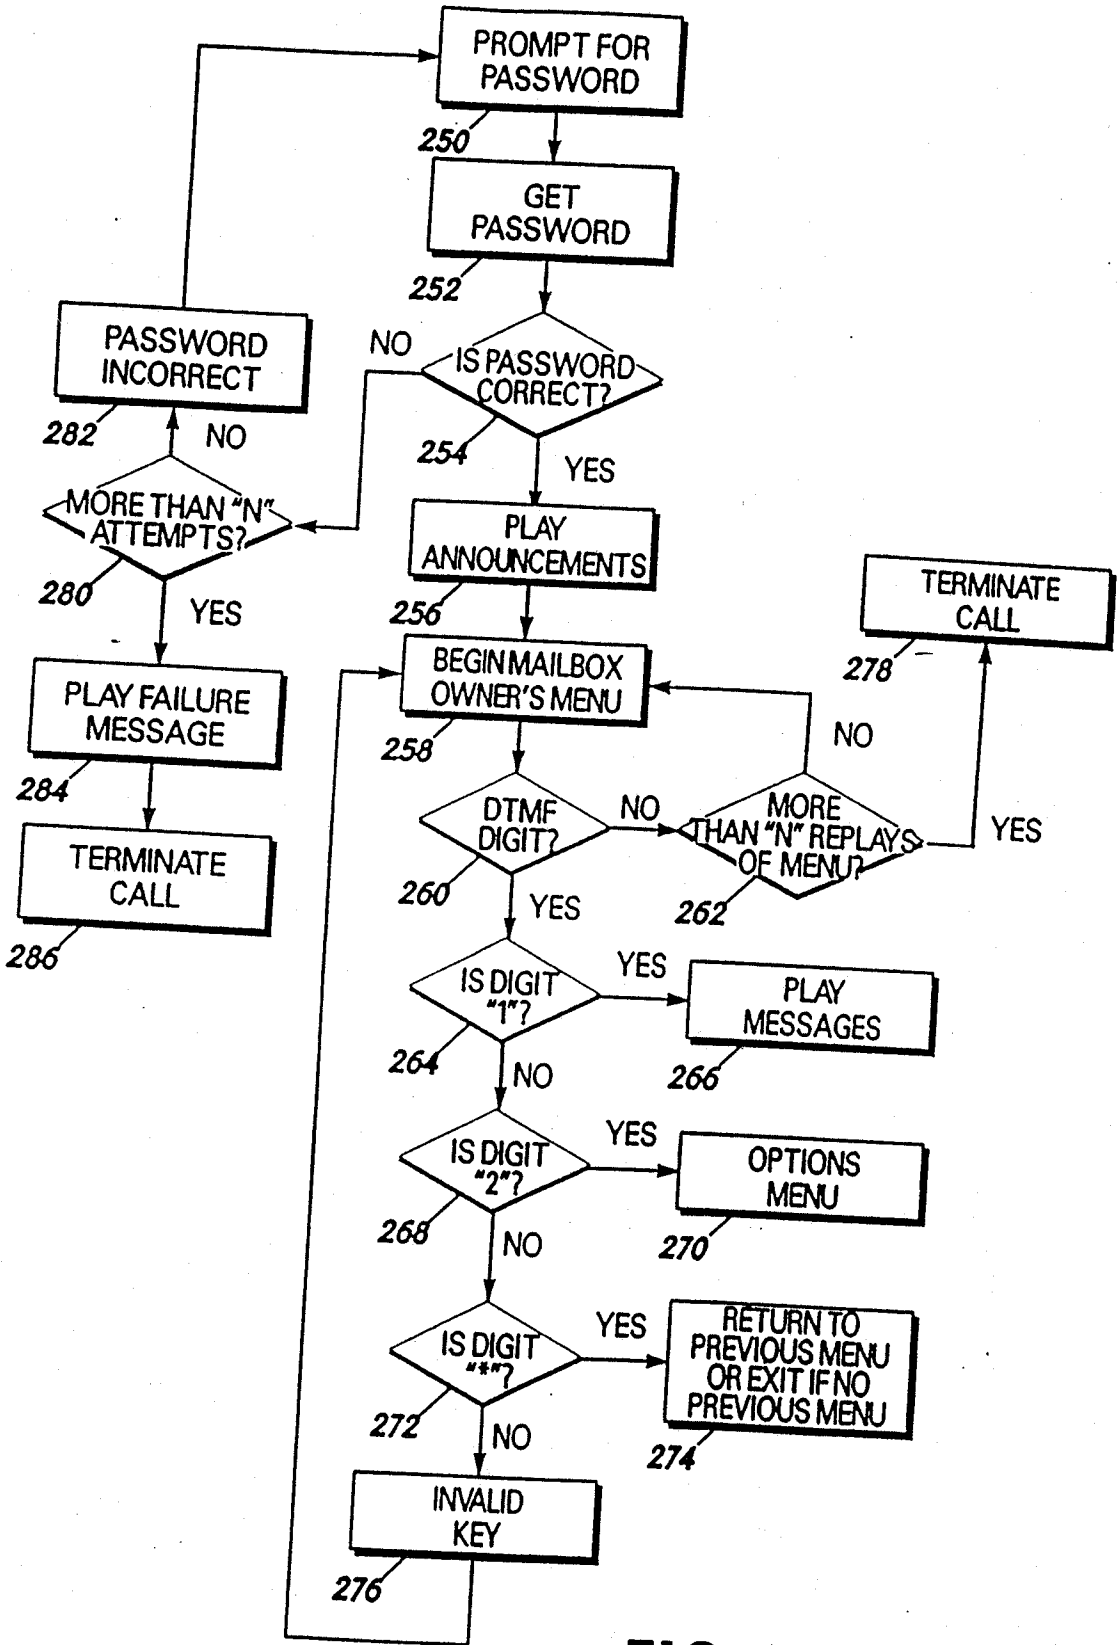 PROMPT FOR
PASSWORD
250
GET
PASSWORD
252
IS PASSWORD
CORRECT?
254
NO
YES
PASSWORD
INCORRECT
282
NO
MORE THAN "N"
ATTEMPTS?
280
YES
PLAY FAILURE
MESSAGE
284
TERMINATE
CALL
286
PLAY
ANNOUNCEMENTS
256
BEGIN MAILBOX
OWNER'S MENU
258
TERMINATE
CALL
278
NO
DTMF
DIGIT?
260
NO
MORE
THAN "N" REPLAYS
OF MENU?
262
YES
YES
IS DIGIT
"1"?
264
YES
PLAY
MESSAGES
266
NO
IS DIGIT
"2"?
268
YES
OPTIONS
MENU
270
NO
IS DIGIT
"*"?
272
YES
RETURN TO
PREVIOUS MENU
OR EXIT IF NO
PREVIOUS MENU
274
NO
INVALID
KEY
276